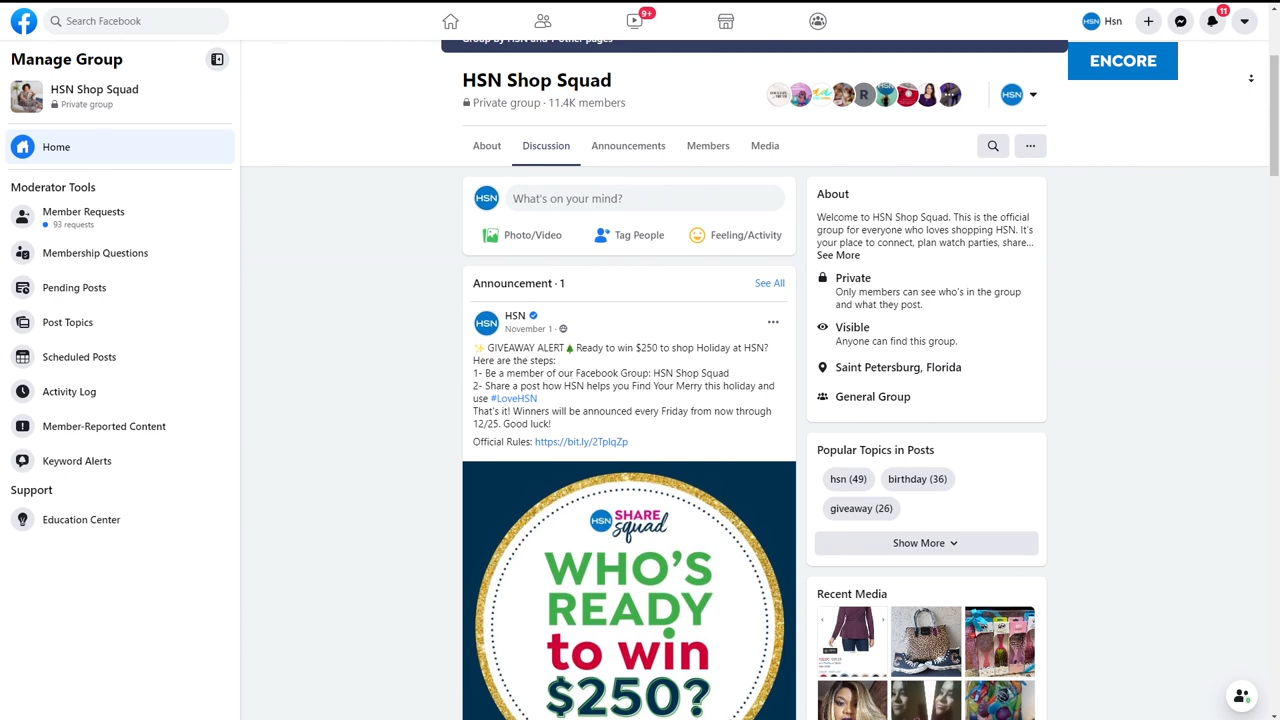 Search Facebook
9+
Hsn
11
Manage Group
HSN Shop Squad
Private group
Home
Moderator Tools
Member Requests
93 requests
Membership Questions
Pending Posts
Post Topics
Scheduled Posts
Activity Log
Member-Reported Content
Keyword Alerts
Support
Education Center
Group by HSN and 7 other pages
ENCORE
HSN Shop Squad
Private group · 11.4K members
R
HSN
About
Discussion
Announcements
Members
Media
HSN
What's on your mind?
Photo/Video
Tag People
Feeling/Activity
Announcement · 1
See All
HSN
HSN
November 1 ·
✨ GIVEAWAY ALERT🎄 Ready to win $250 to shop Holiday at HSN?
Here are the steps:
1- Be a member of our Facebook Group: HSN Shop Squad
2- Share a post how HSN helps you Find Your Merry this holiday and
use #LoveHSN
That's it! Winners will be announced every Friday from now through
12/25. Good luck!
Official Rules: https://bit.ly/2TplqZp
HSN SHARE
squad
WHO'S
READY
to win
$250?
About
Welcome to HSN Shop Squad. This is the official
group for everyone who loves shopping HSN. It's
your place to connect, plan watch parties, share...
See More
Private
Only members can see who's in the group
and what they post.
Visible
Anyone can find this group.
Saint Petersburg, Florida
General Group
Popular Topics in Posts
hsn (49)
birthday (36)
giveaway (26)
Show More
Recent Media